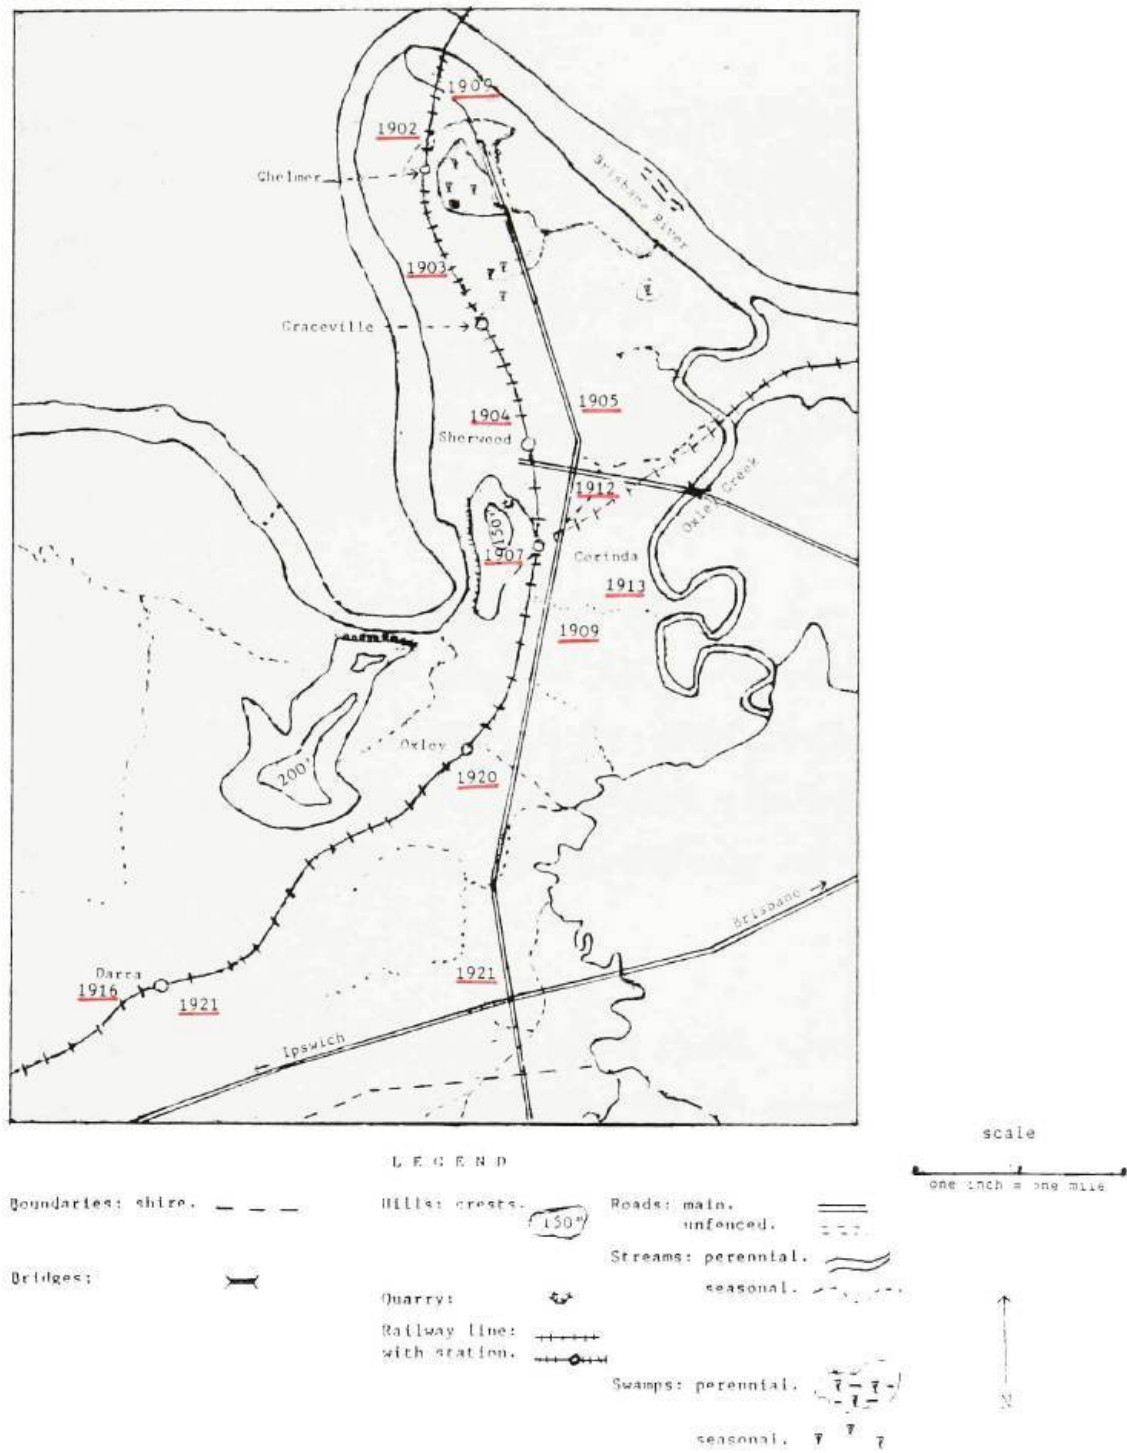 1909
1902
Chelmer
Brisbane River
1903
Graceville
1905
1904
Sherwood
1912
Oxley Creek
150'
1907
Corinda
1913
1909
Oxley
200'
1920
Brisbane
1921
Darra
1916
1921
Ipswich
scale
one inch = one mile
LEGEND
Boundaries: shire.
Hills: crests.
150"
Roads: main.
unfenced.
Streams: perennial.
seasonal.
Bridges:
Quarry:
Railway line:
with station.
Swamps: perennial.
seasonal.
N